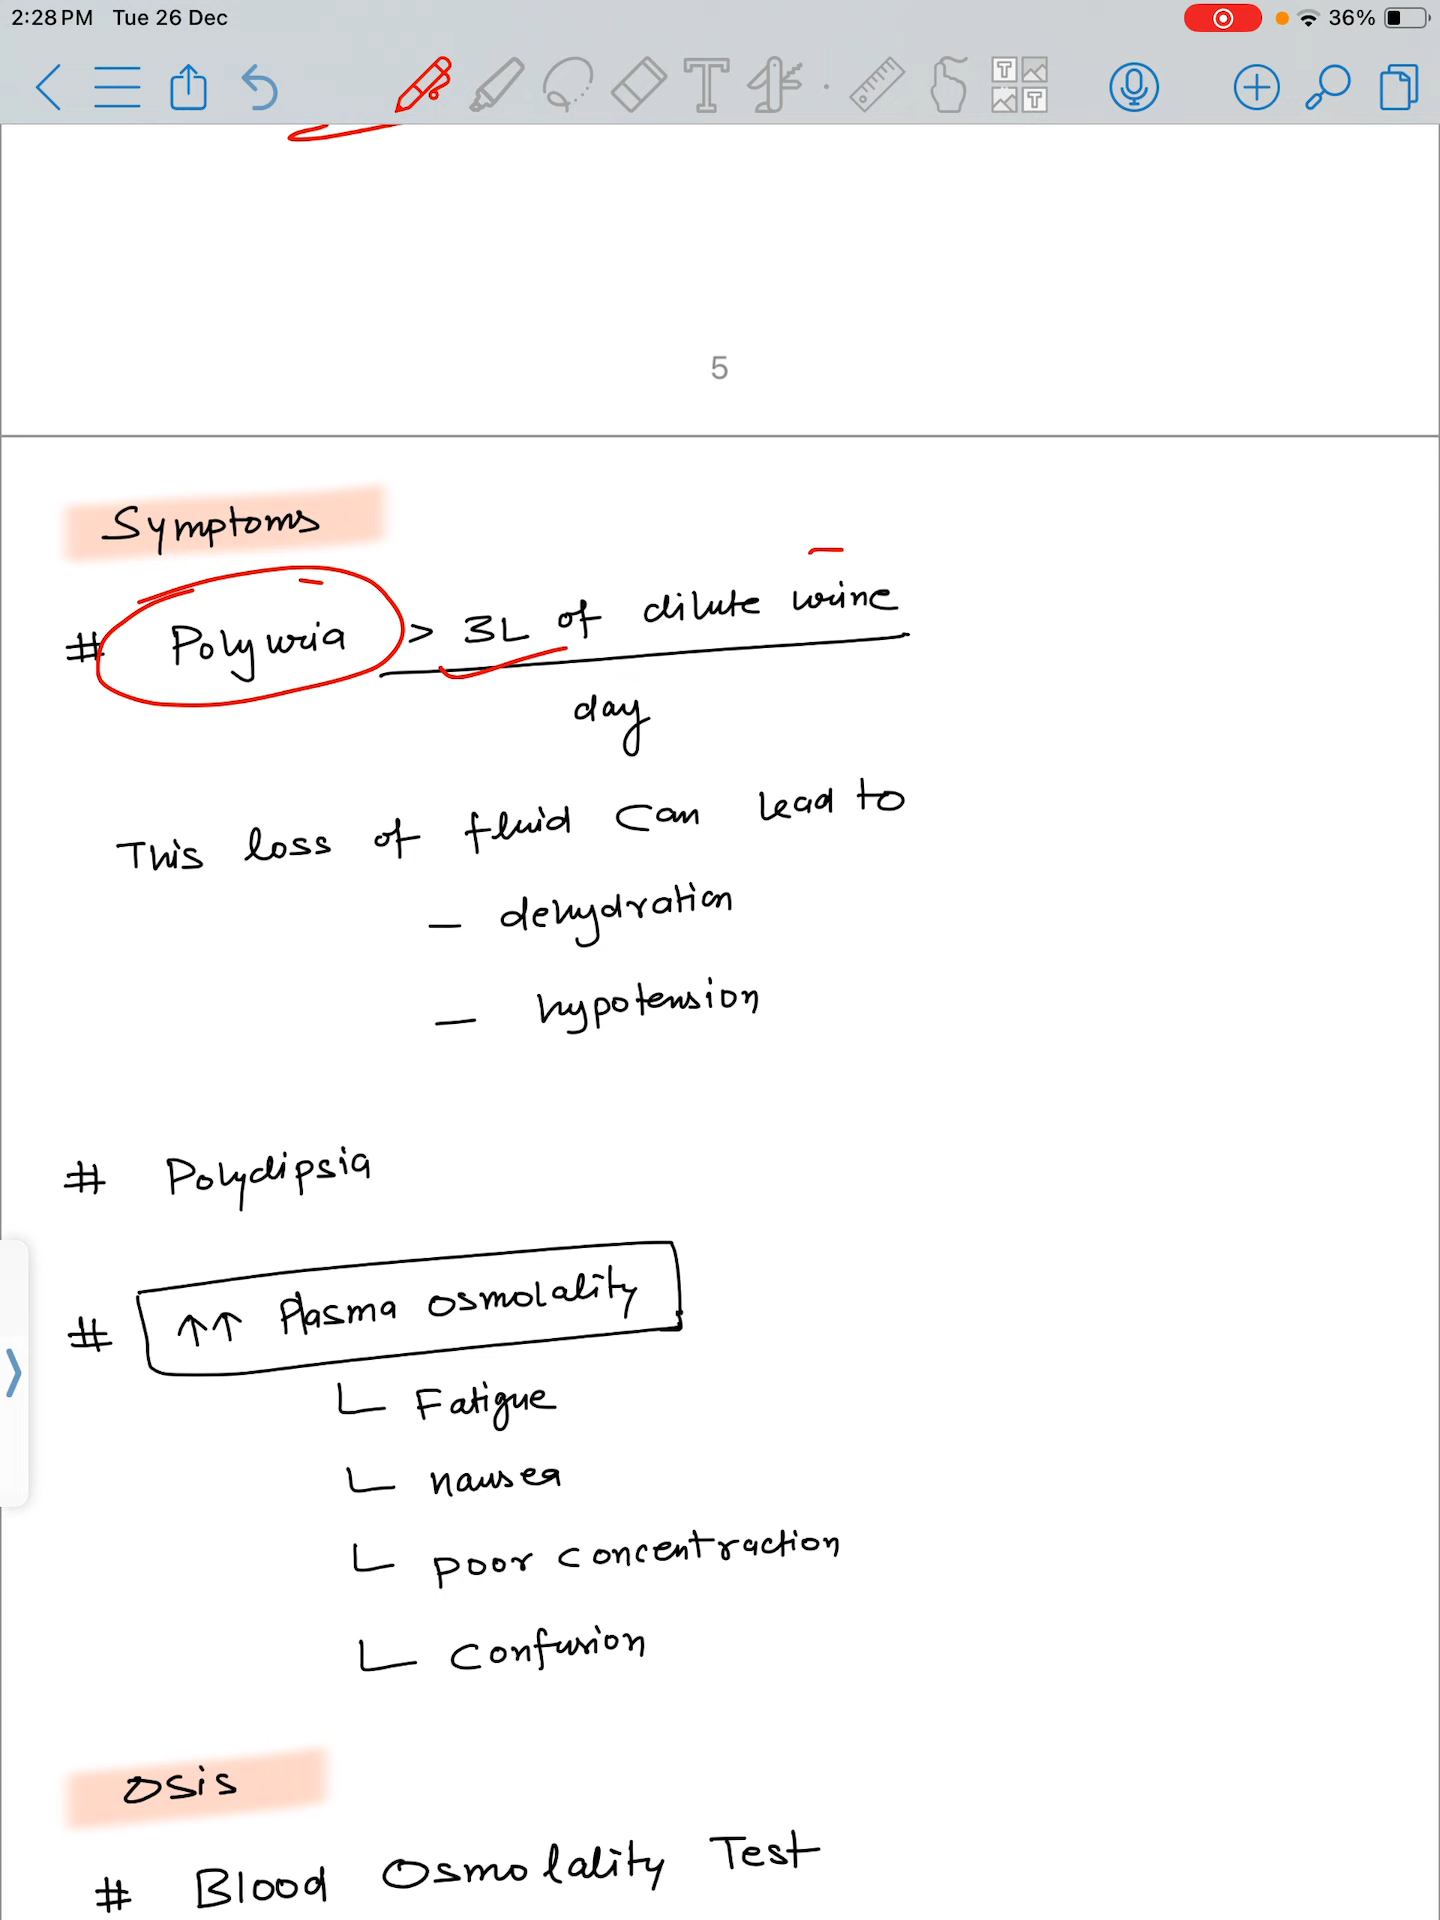 2:28 PM Tue 26 Dec 36%
5
Symptoms
# Polyuria > 3L of dilute urine
day
This loss of fluid can lead to
— dehydration
— hypotension
# Polydipsia
# ↑↑ Plasma osmolality
Fatigue
nausea
poor concentraction
confusion
osis
# Blood Osmolality Test